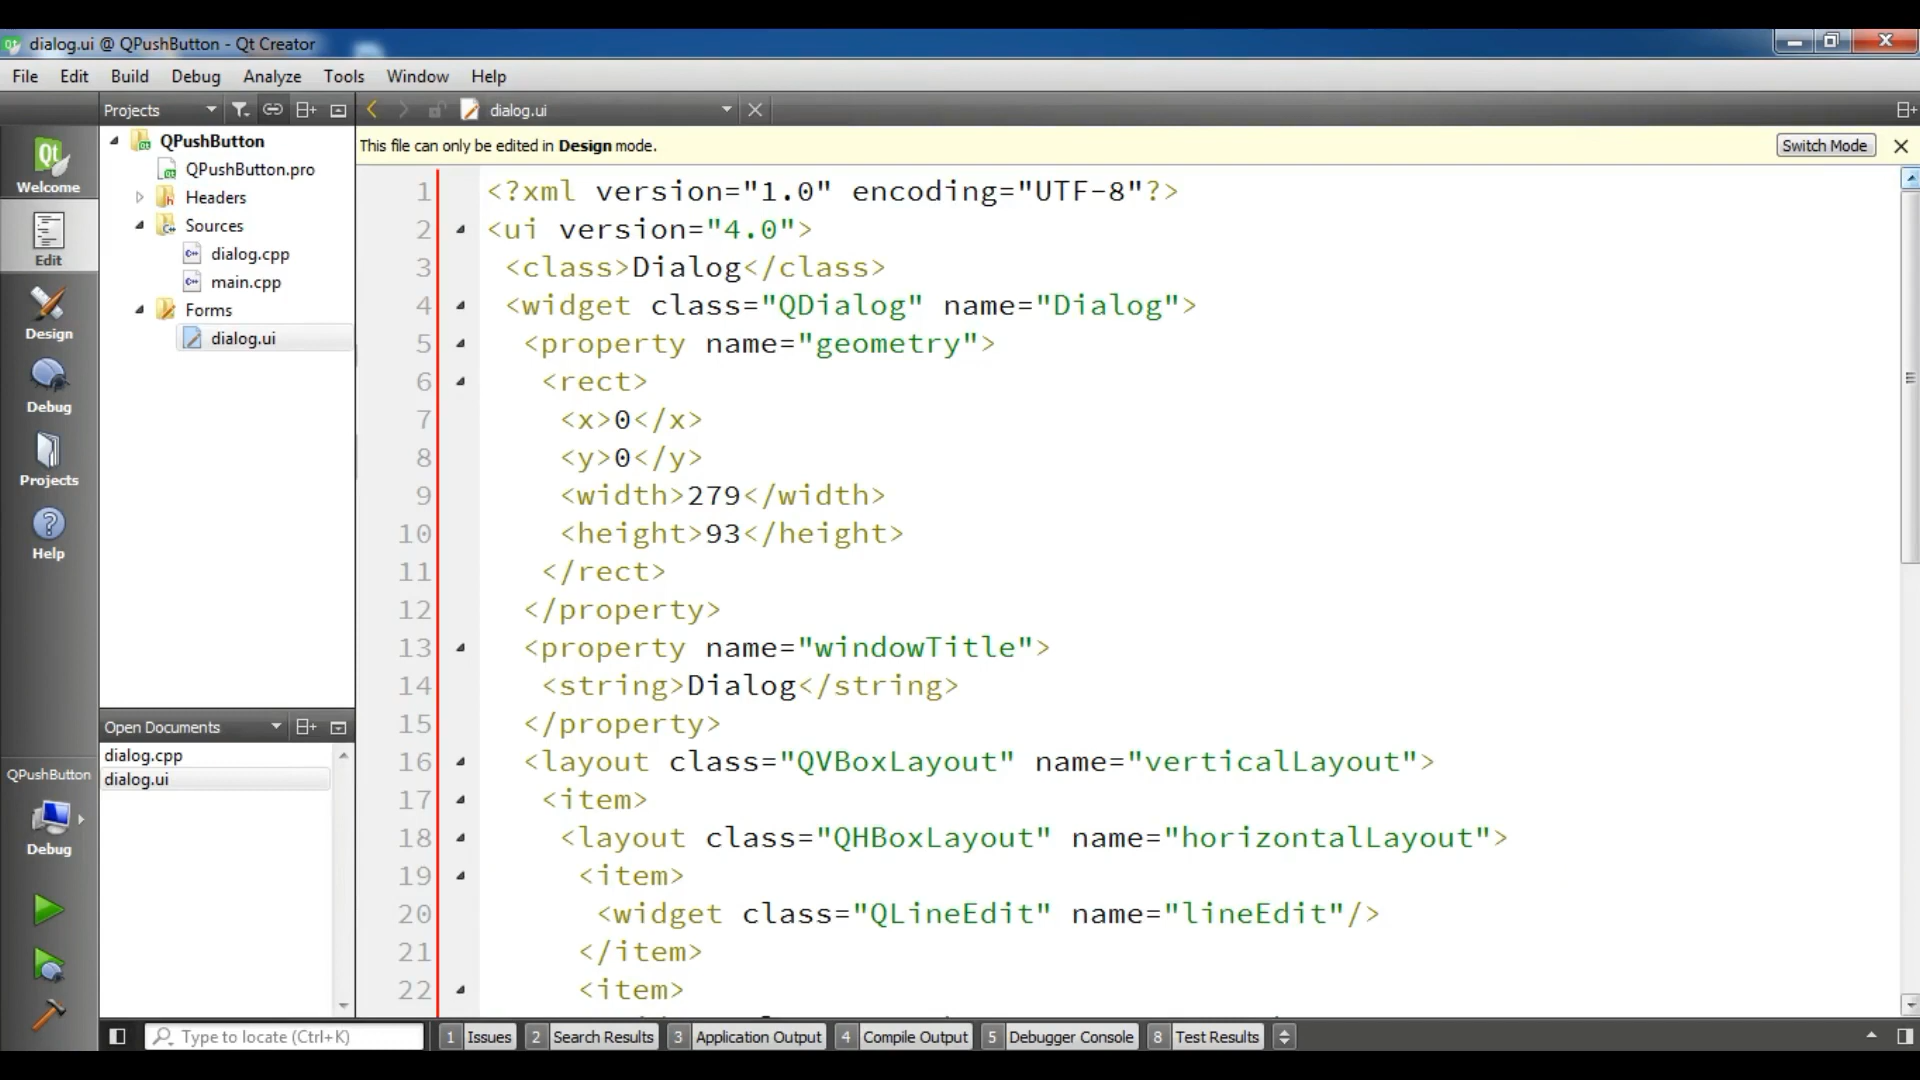 dialog.ui @ QPushButton - Qt Creator
File Edit Build Debug Analyze Tools Window Help
Projects
dialog.ui
This file can only be edited in Design mode.
Switch Mode
Welcome
Edit
Design
Debug
Projects
Help
QPushButton
Debug
QPushButton
QPushButton.pro
Headers
Sources
dialog.cpp
main.cpp
Forms
dialog.ui
Open Documents
dialog.cpp
dialog.ui
1 <?xml version="1.0" encoding="UTF-8"?>
2 <ui version="4.0">
3 <class>Dialog</class>
4 <widget class="QDialog" name="Dialog">
5 <property name="geometry">
6 <rect>
7 <x>0</x>
8 <y>0</y>
9 <width>279</width>
10 <height>93</height>
11 </rect>
12 </property>
13 <property name="windowTitle">
14 <string>Dialog</string>
15 </property>
16 <layout class="QVBoxLayout" name="verticalLayout">
17 <item>
18 <layout class="QHBoxLayout" name="horizontalLayout">
19 <item>
20 <widget class="QLineEdit" name="lineEdit"/>
21 </item>
22 <item>
Type to locate (Ctrl+K)
1 Issues 2 Search Results 3 Application Output 4 Compile Output 5 Debugger Console 8 Test Results